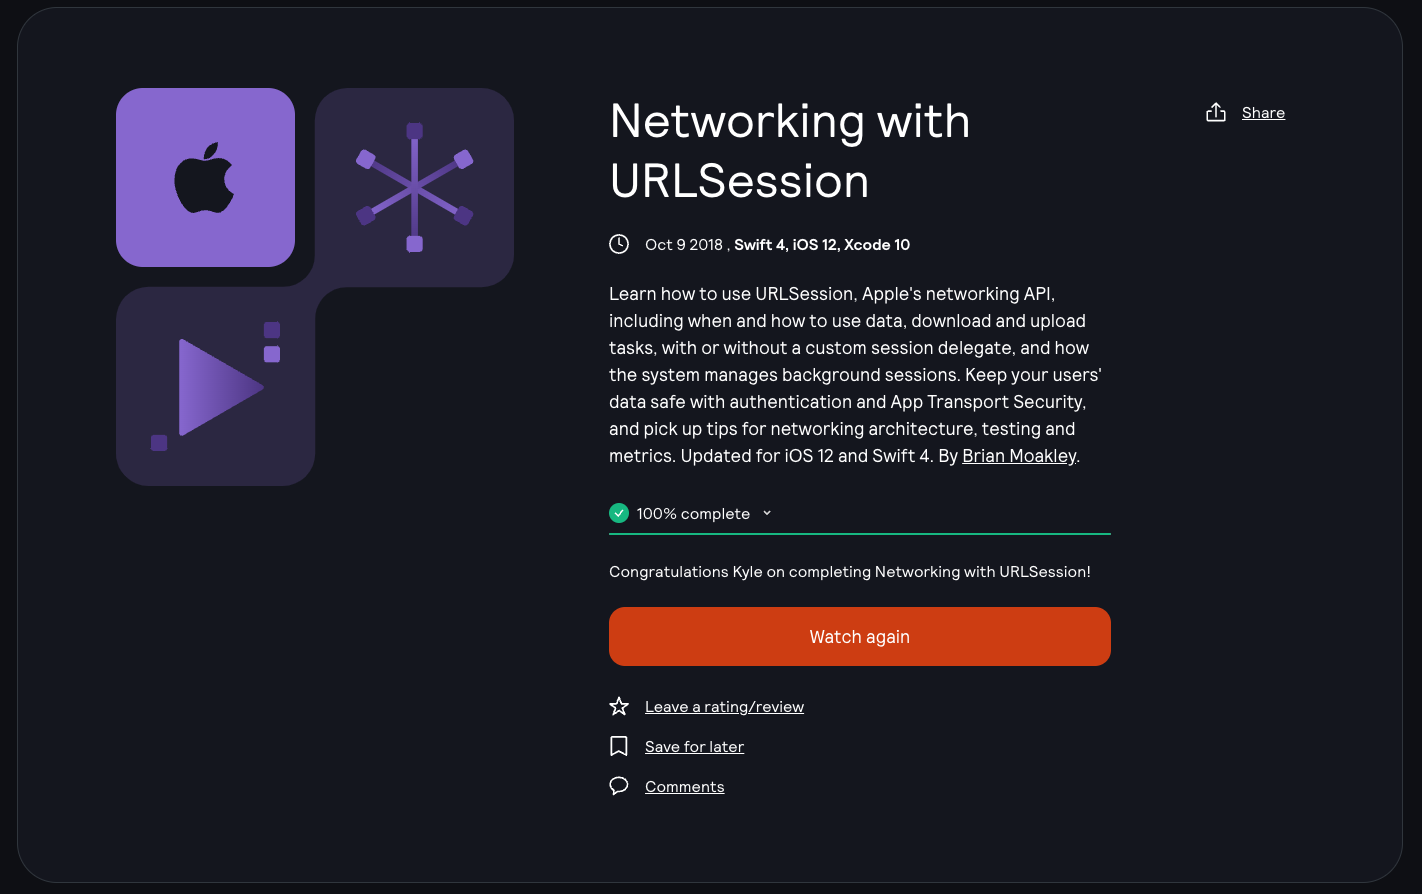 Networking with
URLSession
Share
Oct 9 2018 , Swift 4, iOS 12, Xcode 10
Learn how to use URLSession, Apple's networking API,
including when and how to use data, download and upload
tasks, with or without a custom session delegate, and how
the system manages background sessions. Keep your users'
data safe with authentication and App Transport Security,
and pick up tips for networking architecture, testing and
metrics. Updated for iOS 12 and Swift 4. By Brian Moakley.
100% complete
Congratulations Kyle on completing Networking with URLSession!
Watch again
Leave a rating/review
Save for later
Comments